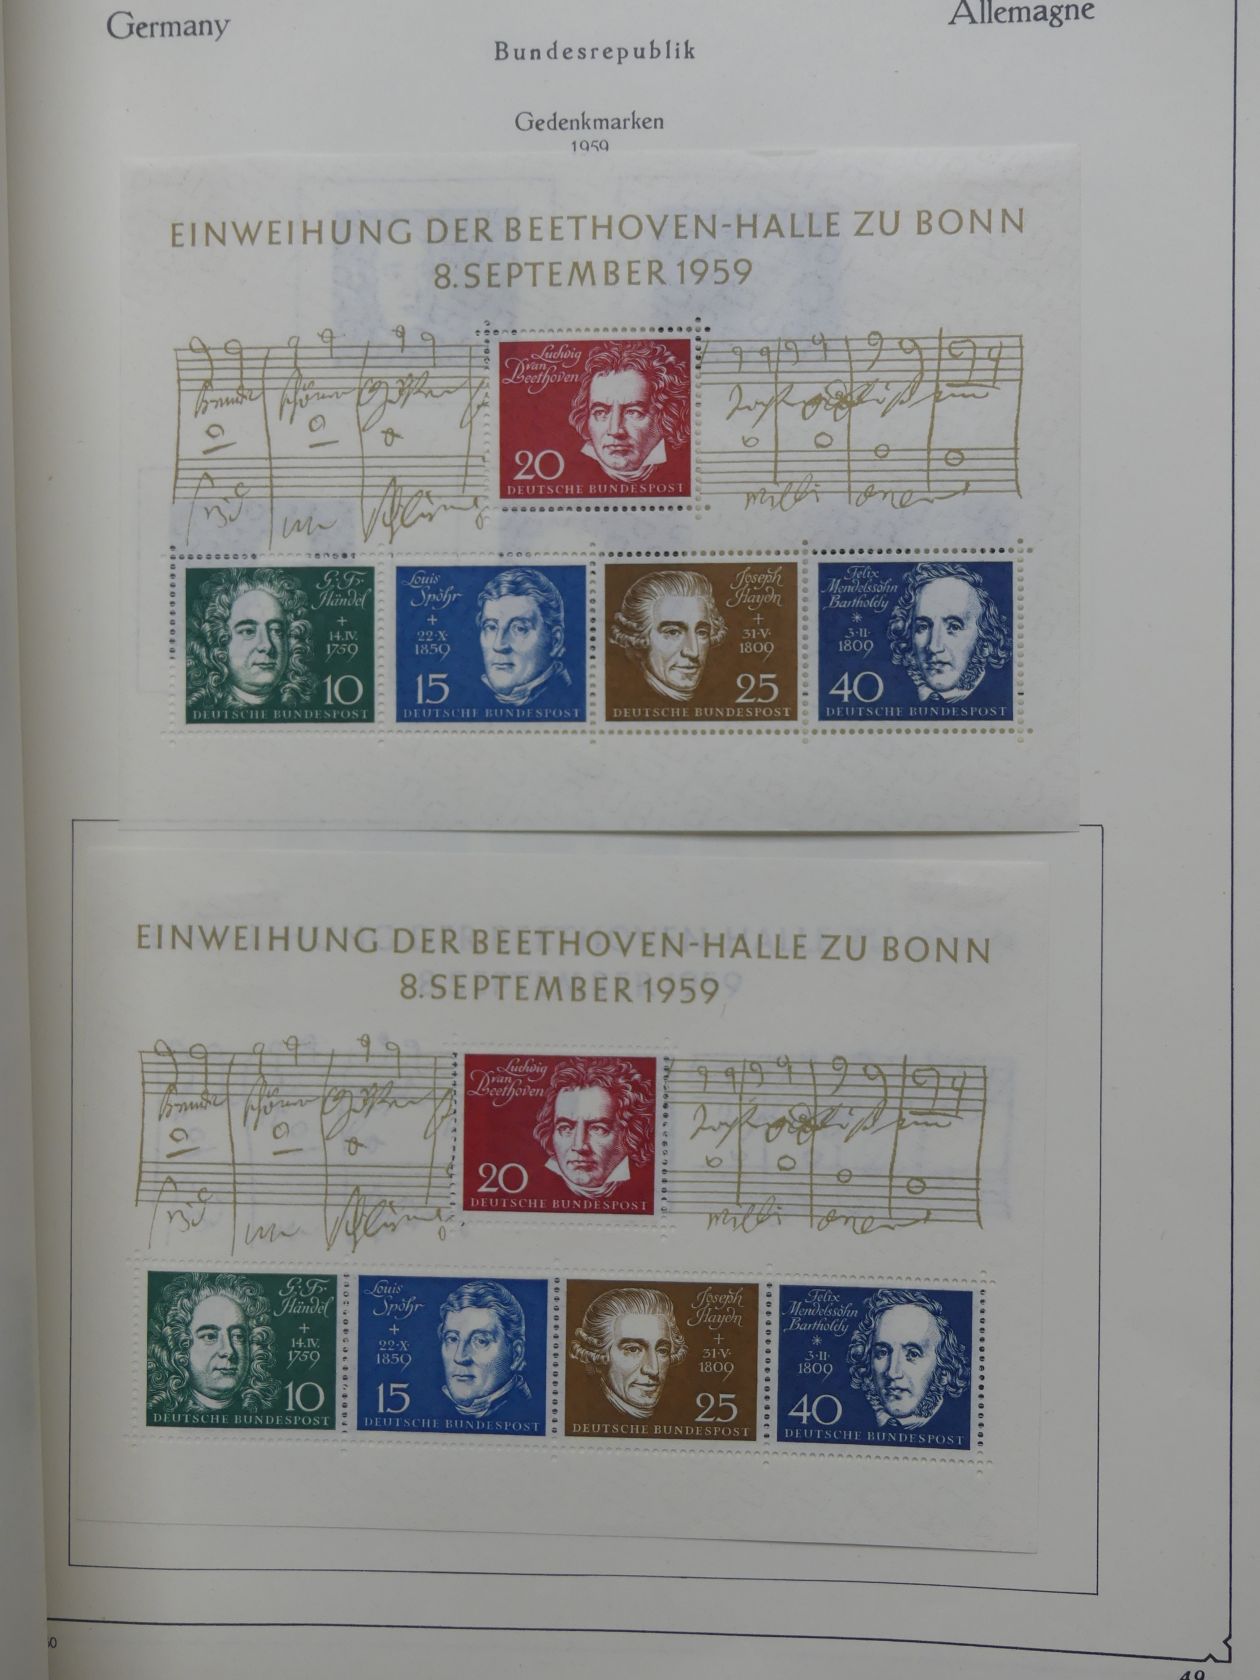 Germany
Allemagne
Bundesrepublik
Gedenkmarken
1959
EINWEIHUNG DER BEETHOVEN-HALLE ZU BONN
8. SEPTEMBER 1959
Ludwig
van
Beethoven
20
DEUTSCHE BUNDESPOST
G. Fr.
Händel
+
14.IV.
1759
10
DEUTSCHE BUNDESPOST
Louis
Spohr
+
22·X·
1859
15
DEUTSCHE BUNDESPOST
Joseph
Haydn
+
31·V·
1809
25
DEUTSCHE BUNDESPOST
Felix
Mendelssohn
Bartholdy
*
3·II·
1809
40
DEUTSCHE BUNDESPOST
EINWEIHUNG DER BEETHOVEN-HALLE ZU BONN
8. SEPTEMBER 1959
Ludwig
van
Beethoven
20
DEUTSCHE BUNDESPOST
G. Fr.
Händel
+
14.IV.
1759
10
DEUTSCHE BUNDESPOST
Louis
Spohr
+
22·X·
1859
15
DEUTSCHE BUNDESPOST
Joseph
Haydn
+
31·V·
1809
25
DEUTSCHE BUNDESPOST
Felix
Mendelssohn
Bartholdy
*
3·II·
1809
40
DEUTSCHE BUNDESPOST
49